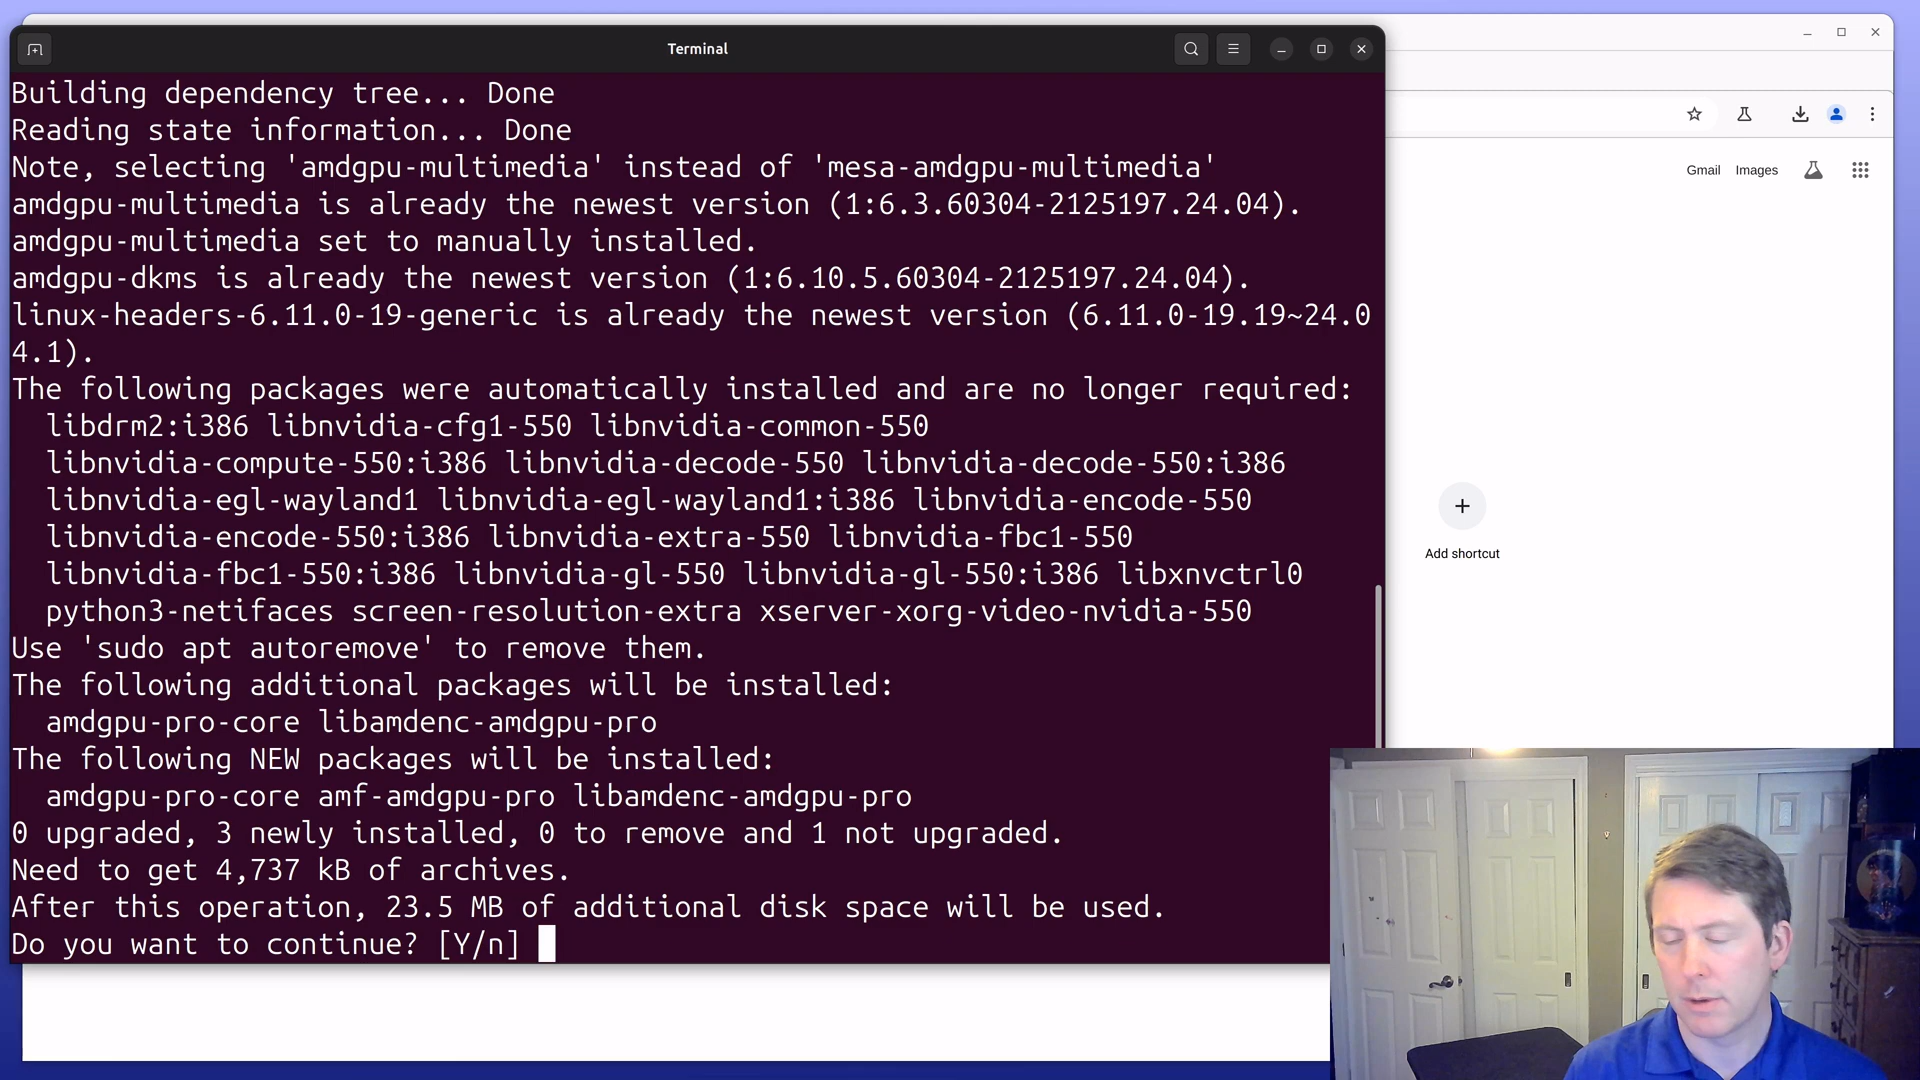 Terminal
Building dependency tree... Done
Reading state information... Done
Note, selecting 'amdgpu-multimedia' instead of 'mesa-amdgpu-multimedia'
amdgpu-multimedia is already the newest version (1:6.3.60304-2125197.24.04).
amdgpu-multimedia set to manually installed.
amdgpu-dkms is already the newest version (1:6.10.5.60304-2125197.24.04).
linux-headers-6.11.0-19-generic is already the newest version (6.11.0-19.19~24.0
4.1).
The following packages were automatically installed and are no longer required:
libdrm2:i386 libnvidia-cfg1-550 libnvidia-common-550
libnvidia-compute-550:i386 libnvidia-decode-550 libnvidia-decode-550:i386
libnvidia-egl-wayland1 libnvidia-egl-wayland1:i386 libnvidia-encode-550
libnvidia-encode-550:i386 libnvidia-extra-550 libnvidia-fbc1-550
libnvidia-fbc1-550:i386 libnvidia-gl-550 libnvidia-gl-550:i386 libxnvctrl0
python3-netifaces screen-resolution-extra xserver-xorg-video-nvidia-550
Use 'sudo apt autoremove' to remove them.
The following additional packages will be installed:
amdgpu-pro-core libamdenc-amdgpu-pro
The following NEW packages will be installed:
amdgpu-pro-core amf-amdgpu-pro libamdenc-amdgpu-pro
0 upgraded, 3 newly installed, 0 to remove and 1 not upgraded.
Need to get 4,737 kB of archives.
After this operation, 23.5 MB of additional disk space will be used.
Do you want to continue? [Y/n]
Gmail Images
Add shortcut